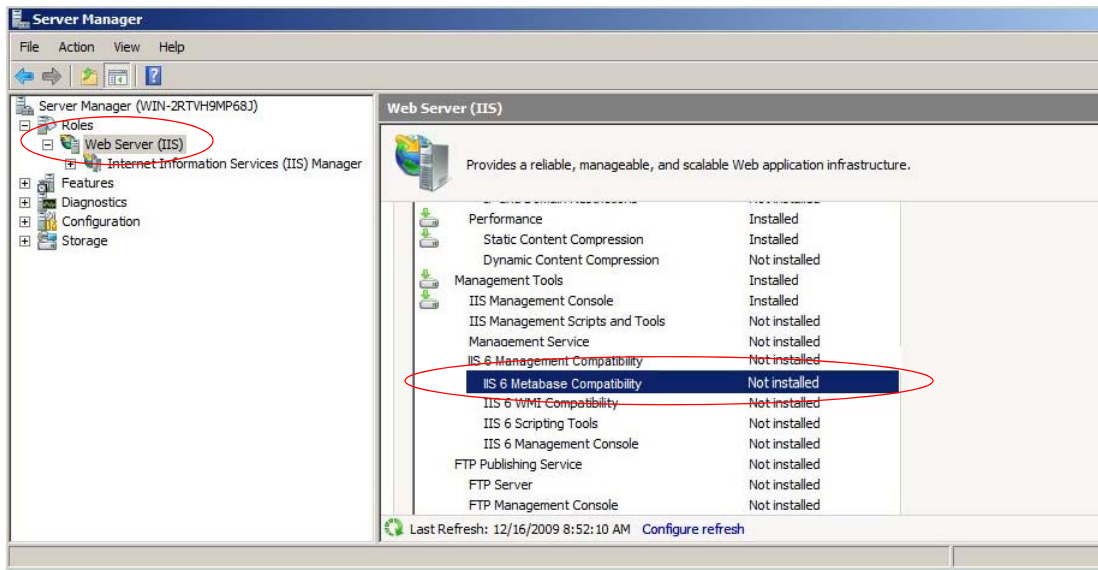 Server Manager
File Action View Help
Server Manager (WIN-2RTVH9MP68J)
Roles
Web Server (IIS)
Internet Information Services (IIS) Manager
Features
Diagnostics
Configuration
Storage
Web Server (IIS)
Provides a reliable, manageable, and scalable Web application infrastructure.
Performance Installed
Static Content Compression Installed
Dynamic Content Compression Not installed
Management Tools Installed
IIS Management Console Installed
IIS Management Scripts and Tools Not installed
Management Service Not installed
IIS 6 Management Compatibility Not installed
IIS 6 Metabase Compatibility Not installed
IIS 6 WMI Compatibility Not installed
IIS 6 Scripting Tools Not installed
IIS 6 Management Console Not installed
FTP Publishing Service Not installed
FTP Server Not installed
FTP Management Console Not installed
Last Refresh: 12/16/2009 8:52:10 AM Configure refresh